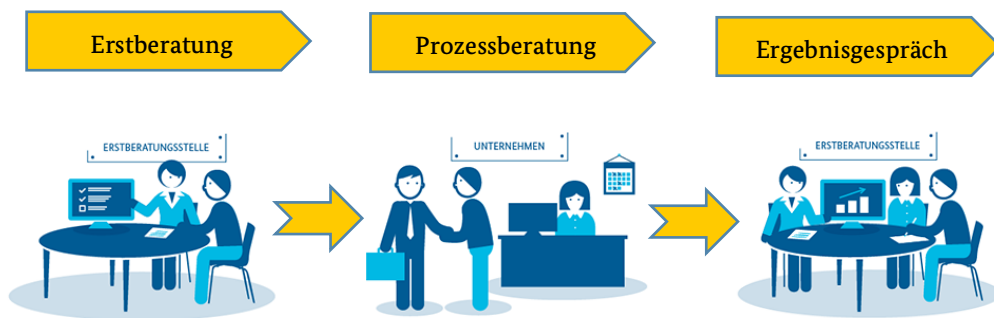 Erstberatung
Prozessberatung
Ergebnisgespräch
ERSTBERATUNGSSTELLE
UNTERNEHMEN
ERSTBERATUNGSSTELLE